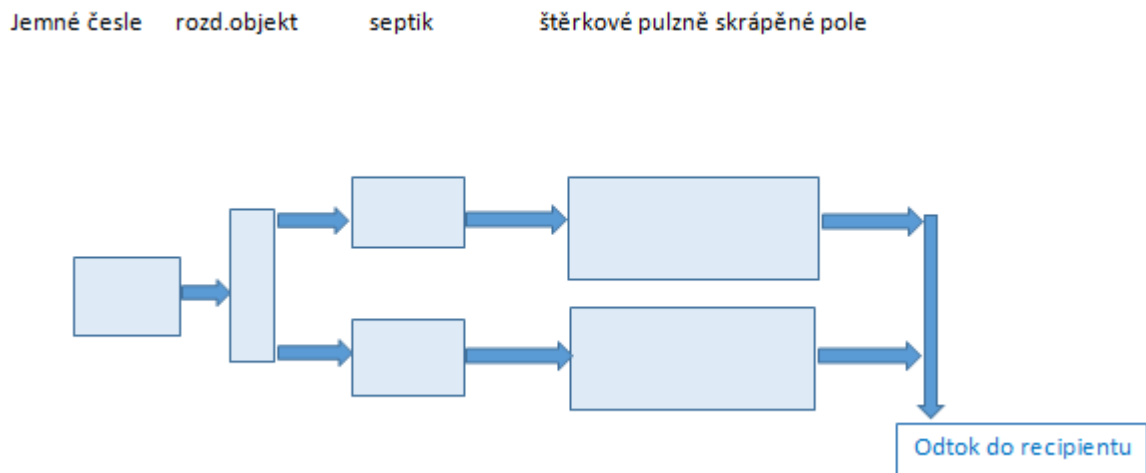 Jemné česle rozd.objekt septik štěrkové pulzně skrápěné pole
Odtok do recipientu